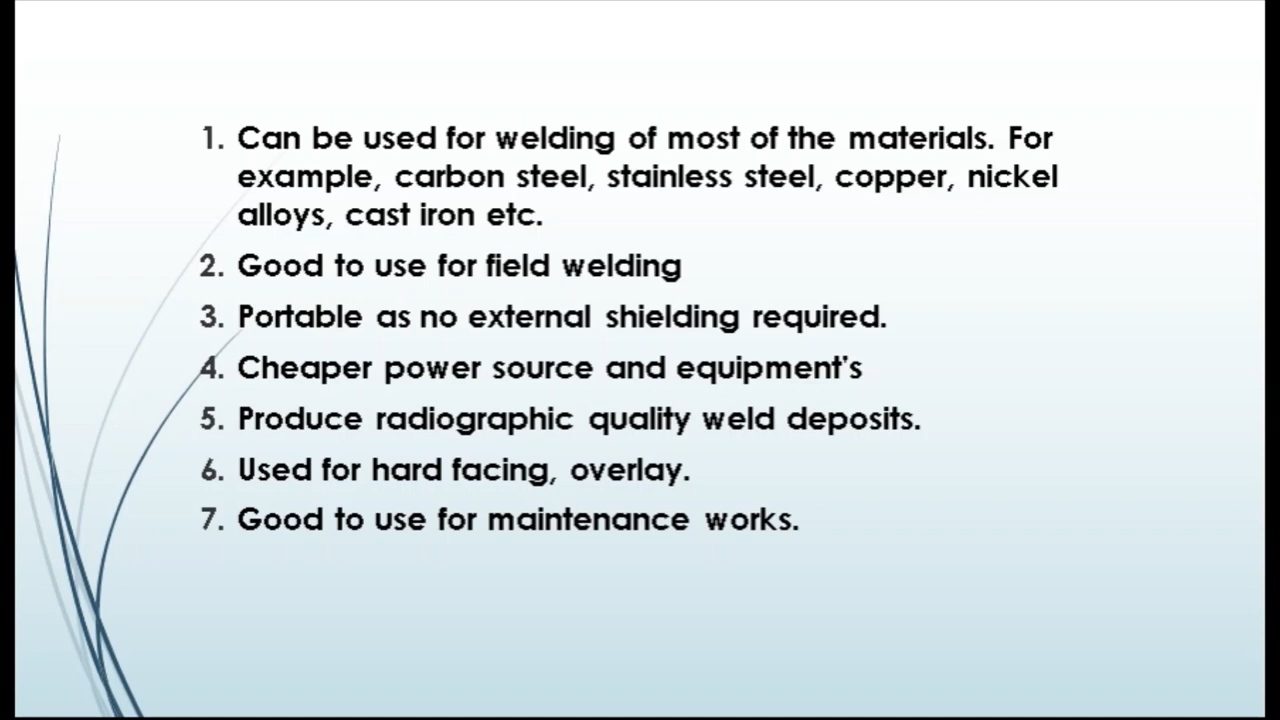 1. Can be used for welding of most of the materials. For
example, carbon steel, stainless steel, copper, nickel
alloys, cast iron etc.
2. Good to use for field welding
3. Portable as no external shielding required.
4. Cheaper power source and equipment's
5. Produce radiographic quality weld deposits.
6. Used for hard facing, overlay.
7. Good to use for maintenance works.